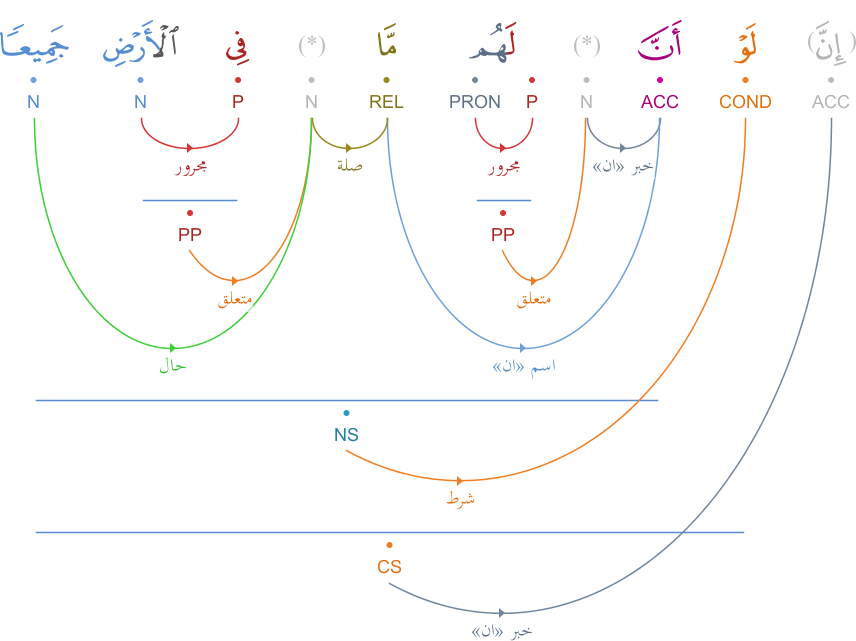 (إِنَّ) لَوْ أَنَّ (*) لَهُم مَّا (*) فِى ٱلْأَرْضِ جَمِيعًا
N N P N REL PRON P N ACC COND ACC
مجرور صلة مجرور خبر «ان»
PP PP
متعلق متعلق
حال اسم «ان»
NS
شرط
CS
خبر «ان»